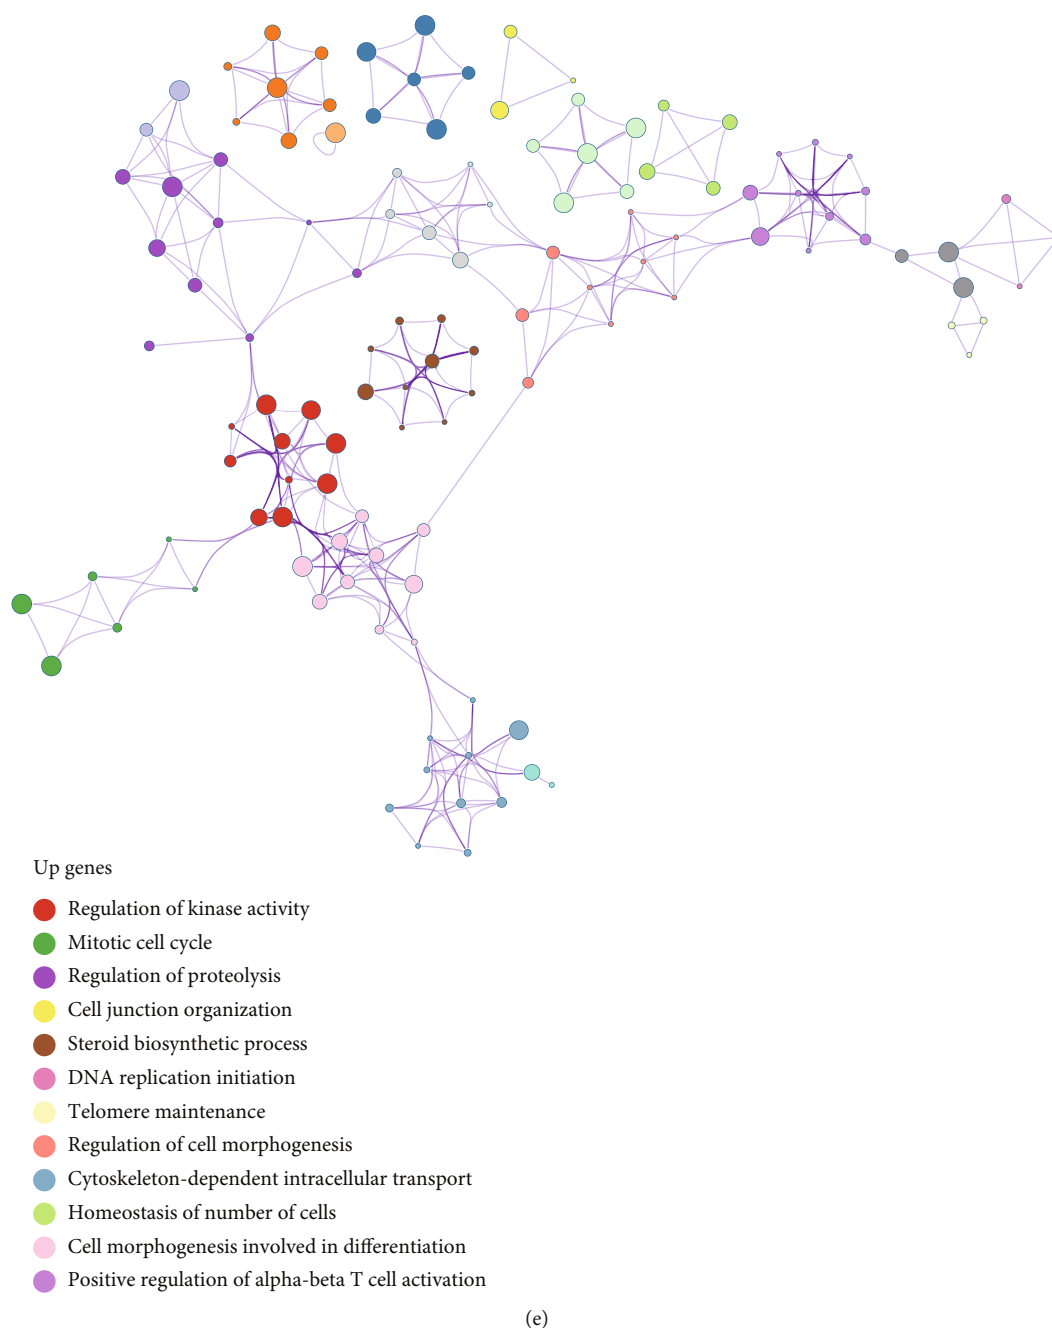 Up genes
Regulation of kinase activity
Mitotic cell cycle
Regulation of proteolysis
Cell junction organization
Steroid biosynthetic process
DNA replication initiation
Telomere maintenance
Regulation of cell morphogenesis
Cytoskeleton-dependent intracellular transport
Homeostasis of number of cells
Cell morphogenesis involved in differentiation
Positive regulation of alpha-beta T cell activation
(e)